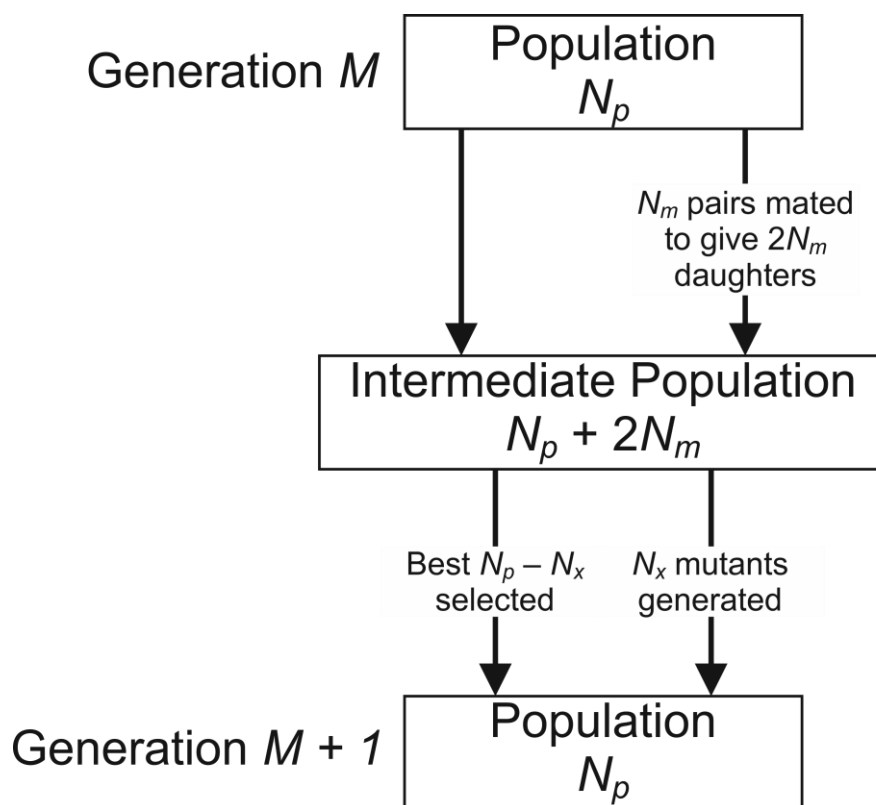 Population
Generation M
Np
Nm pairs mated
to give 2Nm
daughters
Intermediate Population
Np + 2Nm
Best Np – Nx
selected
Nx mutants
generated
Population
Generation M + 1
Np